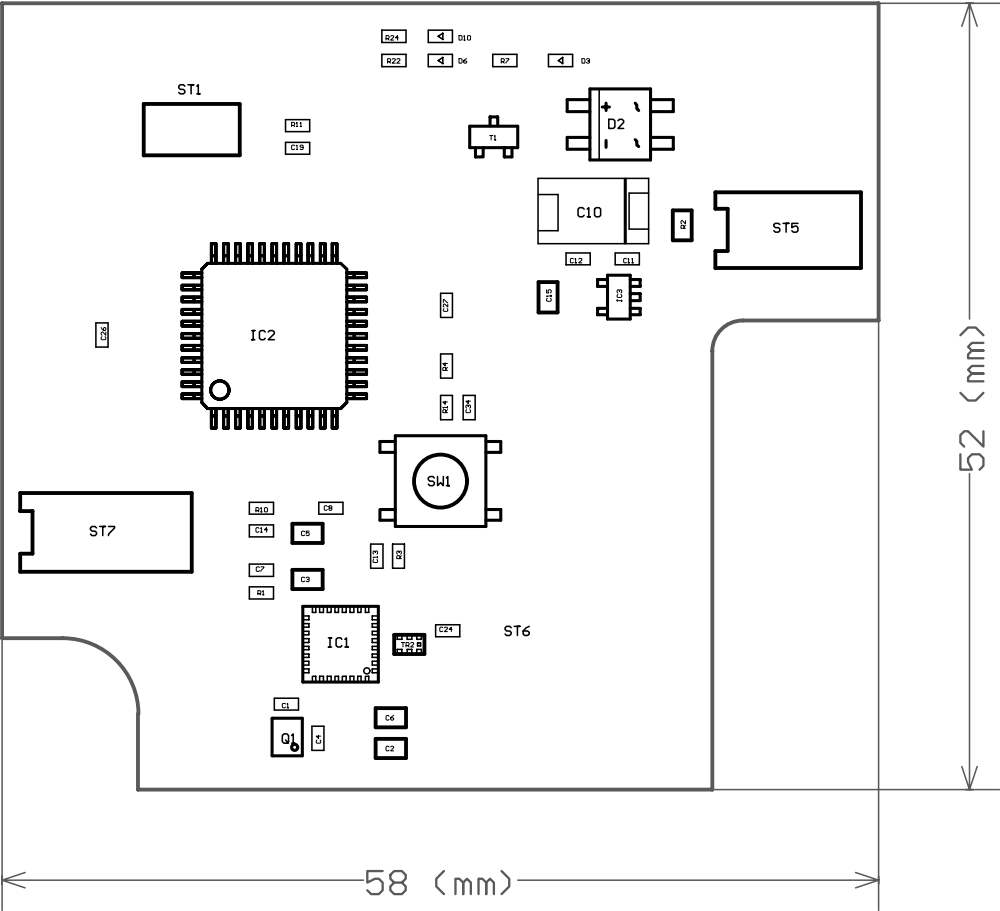 R24 D10
R22 D6 R7 D3
ST1
+ ~
D2
- ~
R11
C19
T1
C10
R2
ST5
C12 C11
C15
IC3
C27
IC2
C26
R4
R14 C34
SW1
ST7
R10 C8
C14 C5
C13 R3
C7 C3
R1
IC1
TR2
C24
ST6
C1
Q1
C4
C6
C2
52 (mm)
58 (mm)